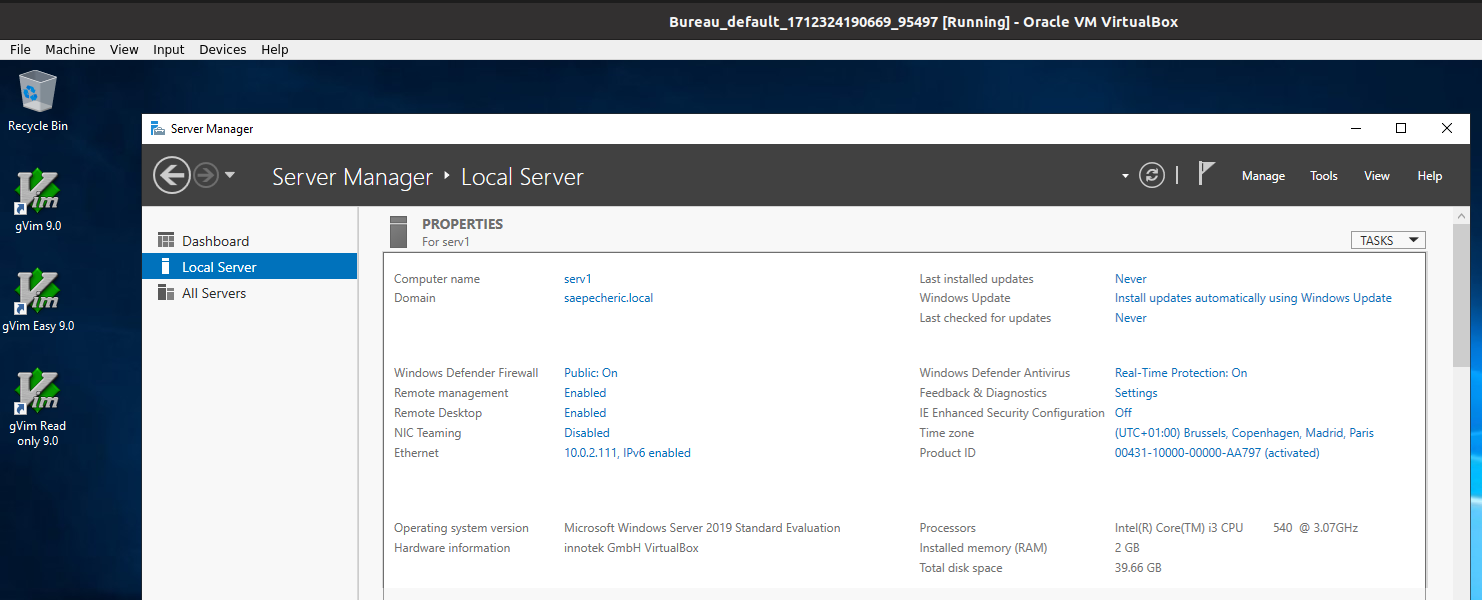 Bureau_default_1712324190669_95497 [Running] - Oracle VM VirtualBox
File Machine View Input Devices Help
Recycle Bin
gVim 9.0
gVim Easy 9.0
gVim Read
only 9.0
Server Manager
Server Manager ‣ Local Server
Manage Tools View Help
Dashboard
Local Server
All Servers
PROPERTIES
For serv1
TASKS
Computer name serv1
Domain saepecheric.local
Last installed updates Never
Windows Update Install updates automatically using Windows Update
Last checked for updates Never
Windows Defender Firewall Public: On
Remote management Enabled
Remote Desktop Enabled
NIC Teaming Disabled
Ethernet 10.0.2.111, IPv6 enabled
Windows Defender Antivirus Real-Time Protection: On
Feedback & Diagnostics Settings
IE Enhanced Security Configuration Off
Time zone (UTC+01:00) Brussels, Copenhagen, Madrid, Paris
Product ID 00431-10000-00000-AA797 (activated)
Operating system version Microsoft Windows Server 2019 Standard Evaluation
Hardware information innotek GmbH VirtualBox
Processors Intel(R) Core(TM) i3 CPU 540 @ 3.07GHz
Installed memory (RAM) 2 GB
Total disk space 39.66 GB